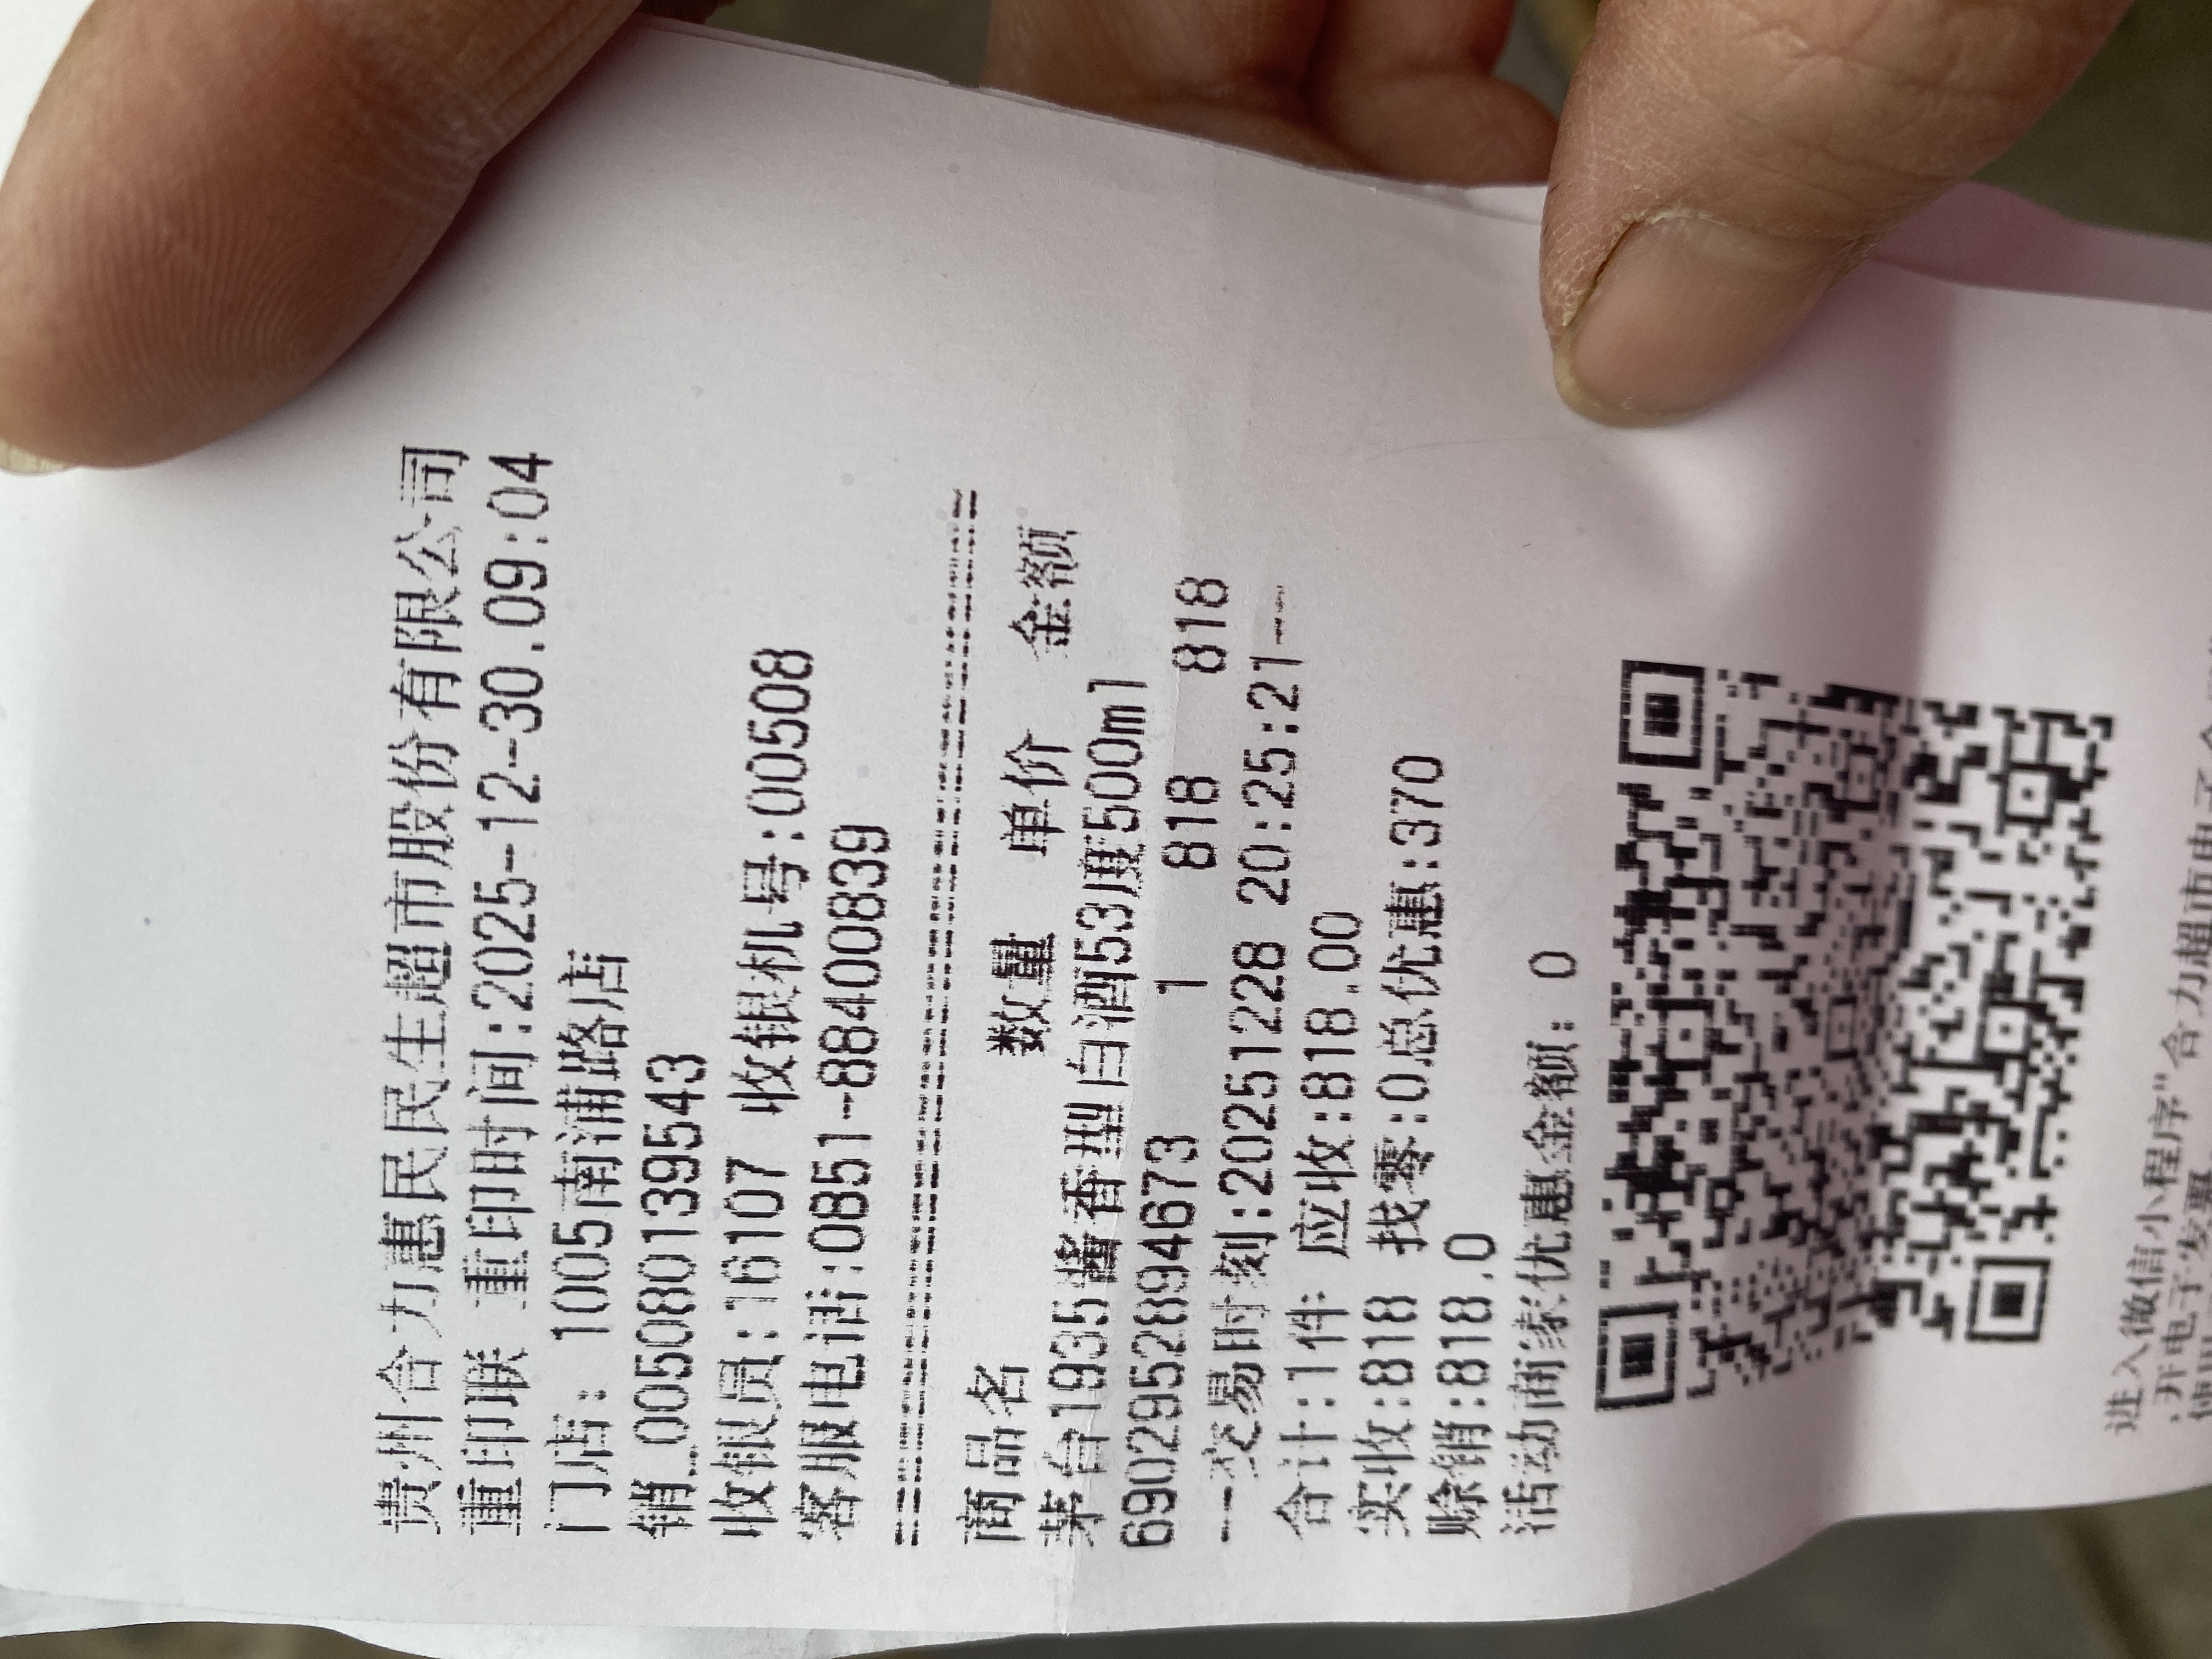 贵州合力惠民民生超市股份有限公司
重印联 重印时间:2025-12-30.09:04
门店: 1005南浦路店
销_005080139543
收银员:16107 收银机号:00508
客服电话:0851-88400839
商品名 数量 单价 金额
茅台1935酱香型白酒53度500ml
6902952894673 1 818 818
--交易时刻:20251228 20:25:21--
合计:1件 应收:818.00
实收:818 找零:0总优惠:370
赊销:818.0
活动商家优惠金额: 0
进入微信小程序"合力超市电子
:开电子发票